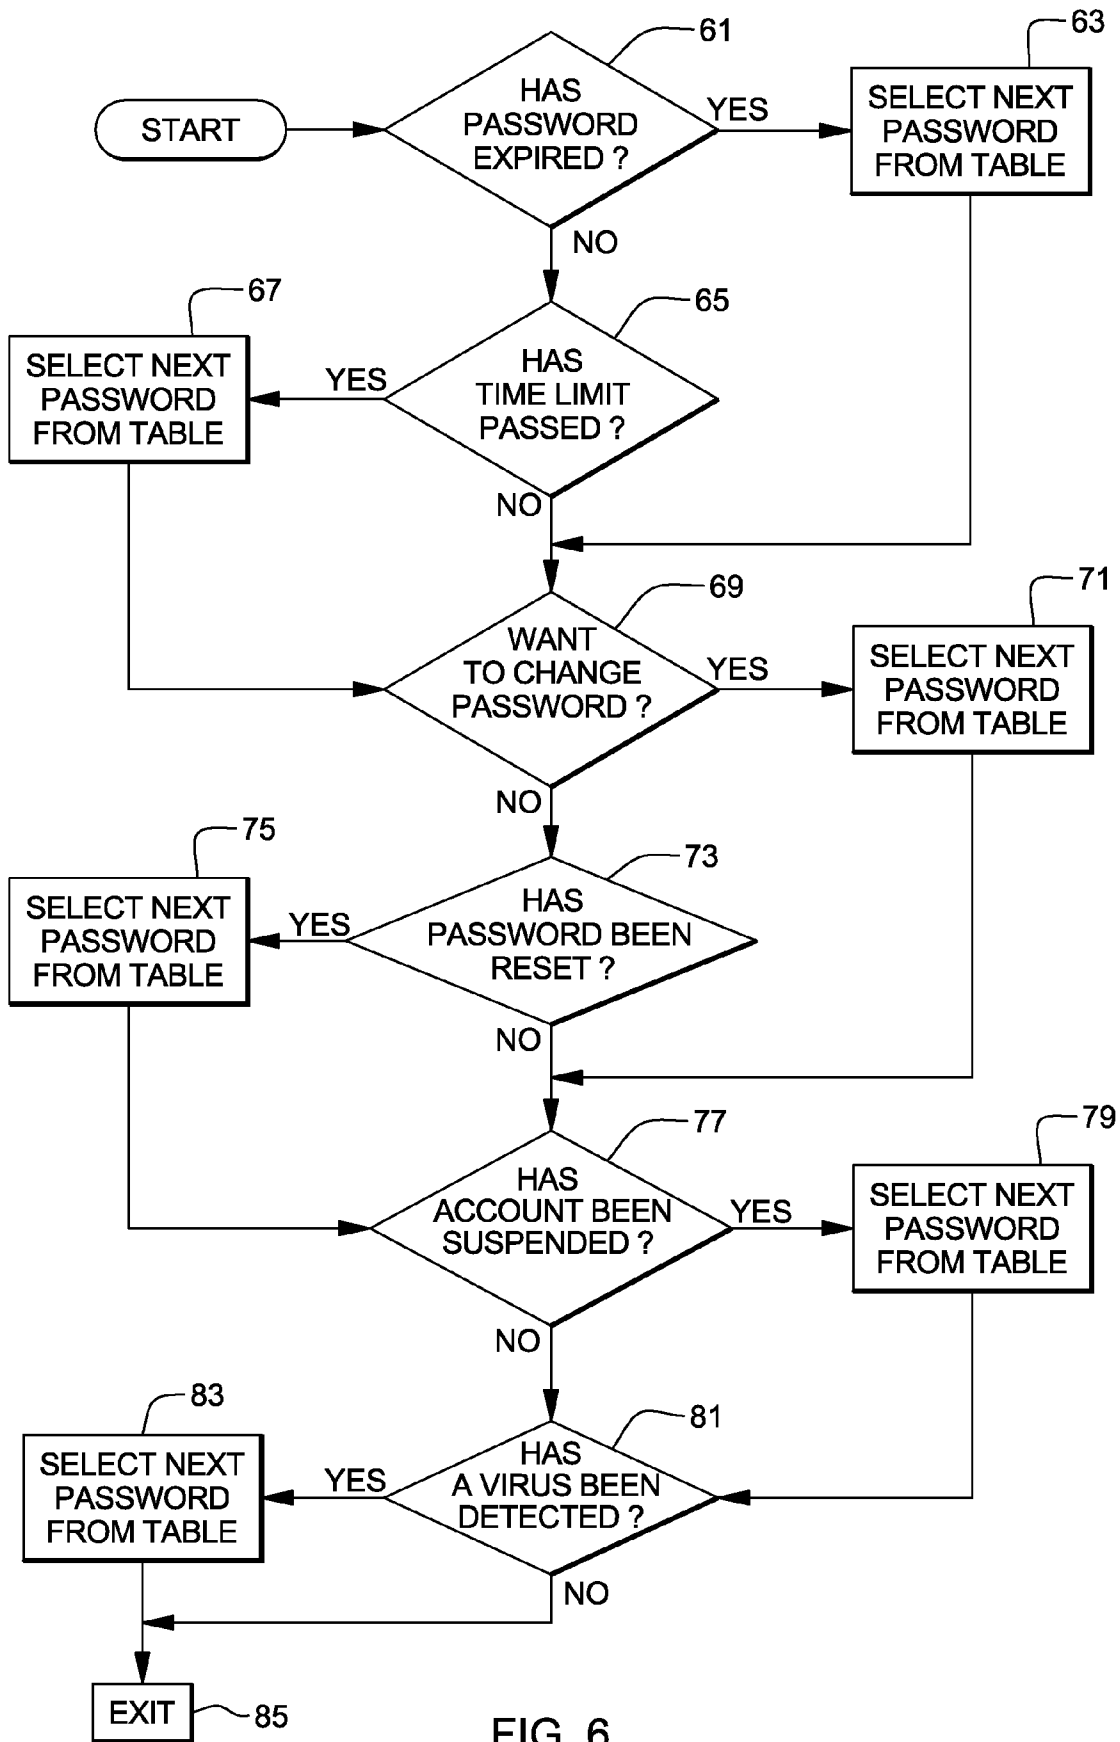 61
63
START
HAS
PASSWORD
EXPIRED ?
YES
SELECT NEXT
PASSWORD
FROM TABLE
NO
67
65
SELECT NEXT
PASSWORD
FROM TABLE
YES
HAS
TIME LIMIT
PASSED ?
NO
69
71
WANT
TO CHANGE
PASSWORD ?
YES
SELECT NEXT
PASSWORD
FROM TABLE
NO
75
73
SELECT NEXT
PASSWORD
FROM TABLE
YES
HAS
PASSWORD BEEN
RESET ?
NO
77
79
HAS
ACCOUNT BEEN
SUSPENDED ?
YES
SELECT NEXT
PASSWORD
FROM TABLE
NO
83
81
SELECT NEXT
PASSWORD
FROM TABLE
YES
HAS
A VIRUS BEEN
DETECTED ?
NO
EXIT
85
FIG. 6